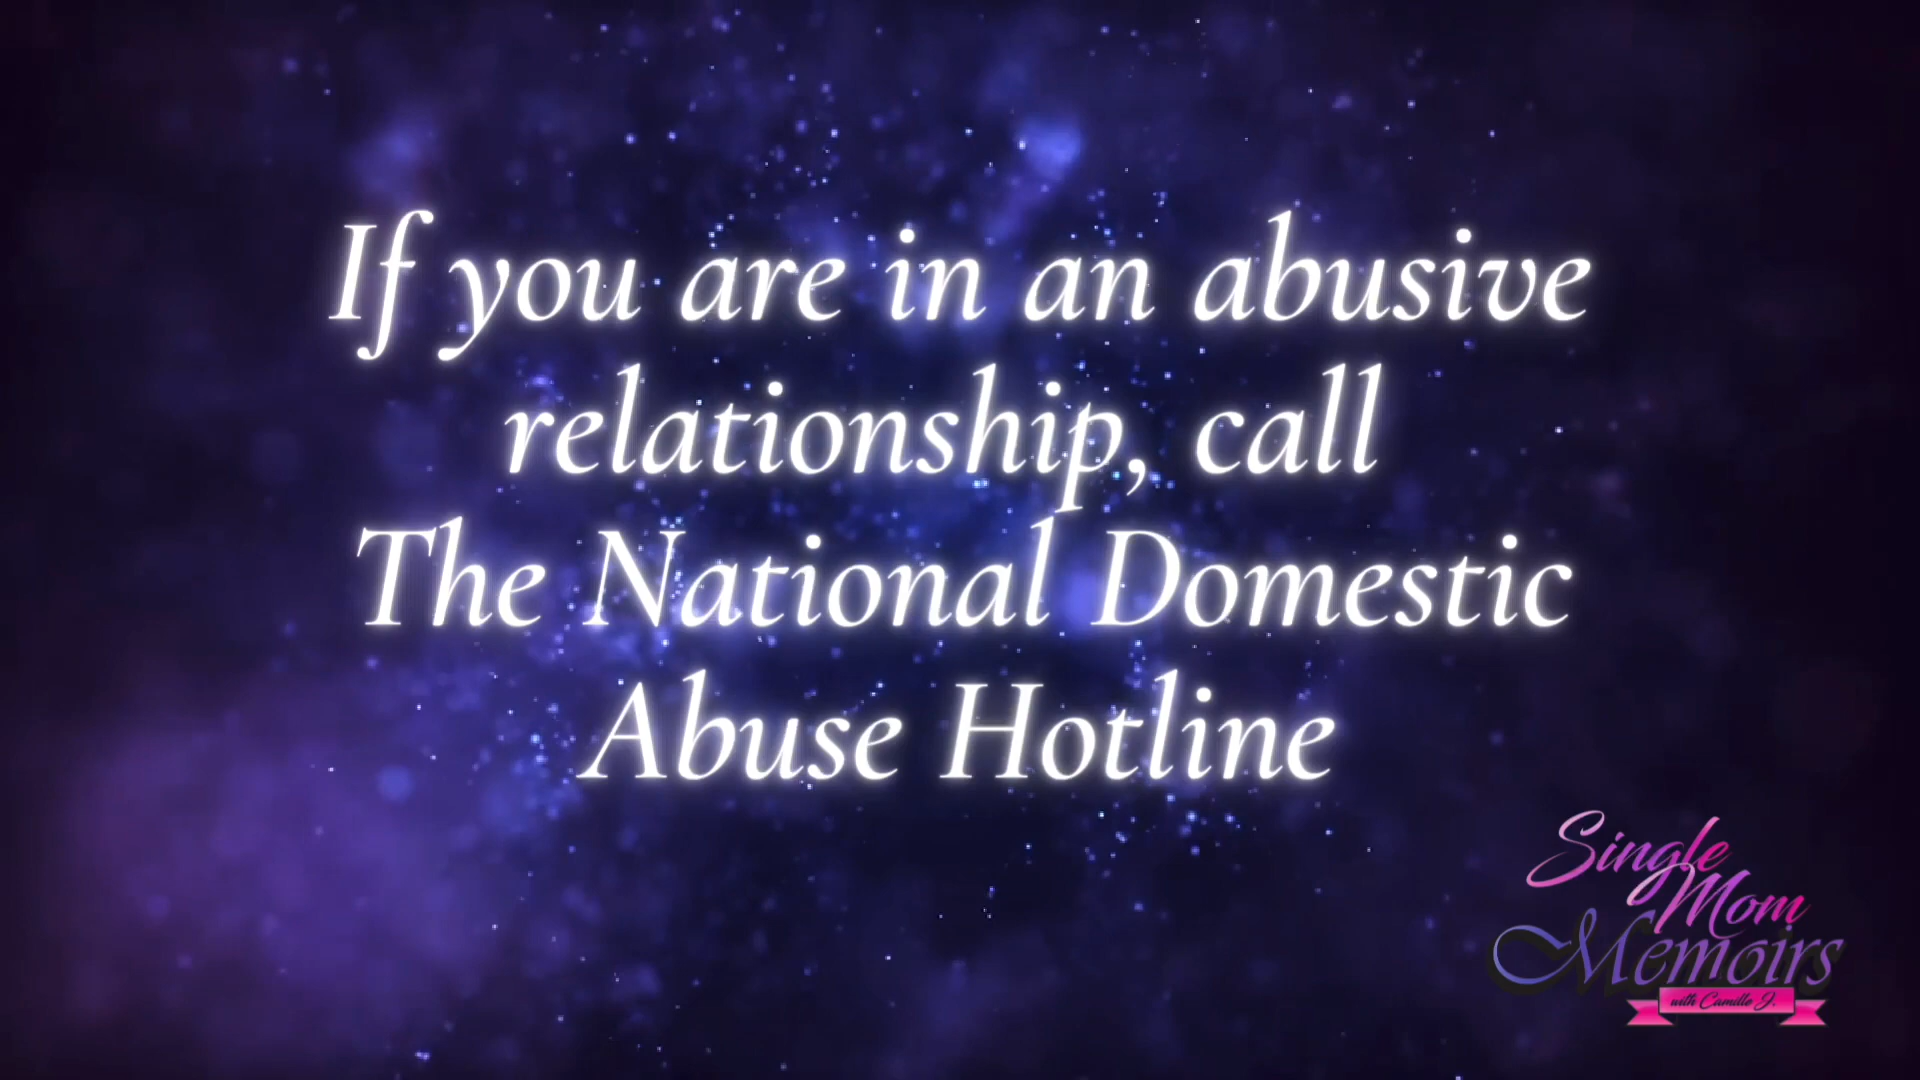 If you are in an abusive
relationship, call
The National Domestic
Abuse Hotline
Single
Mom
Memoirs
with Camille J.